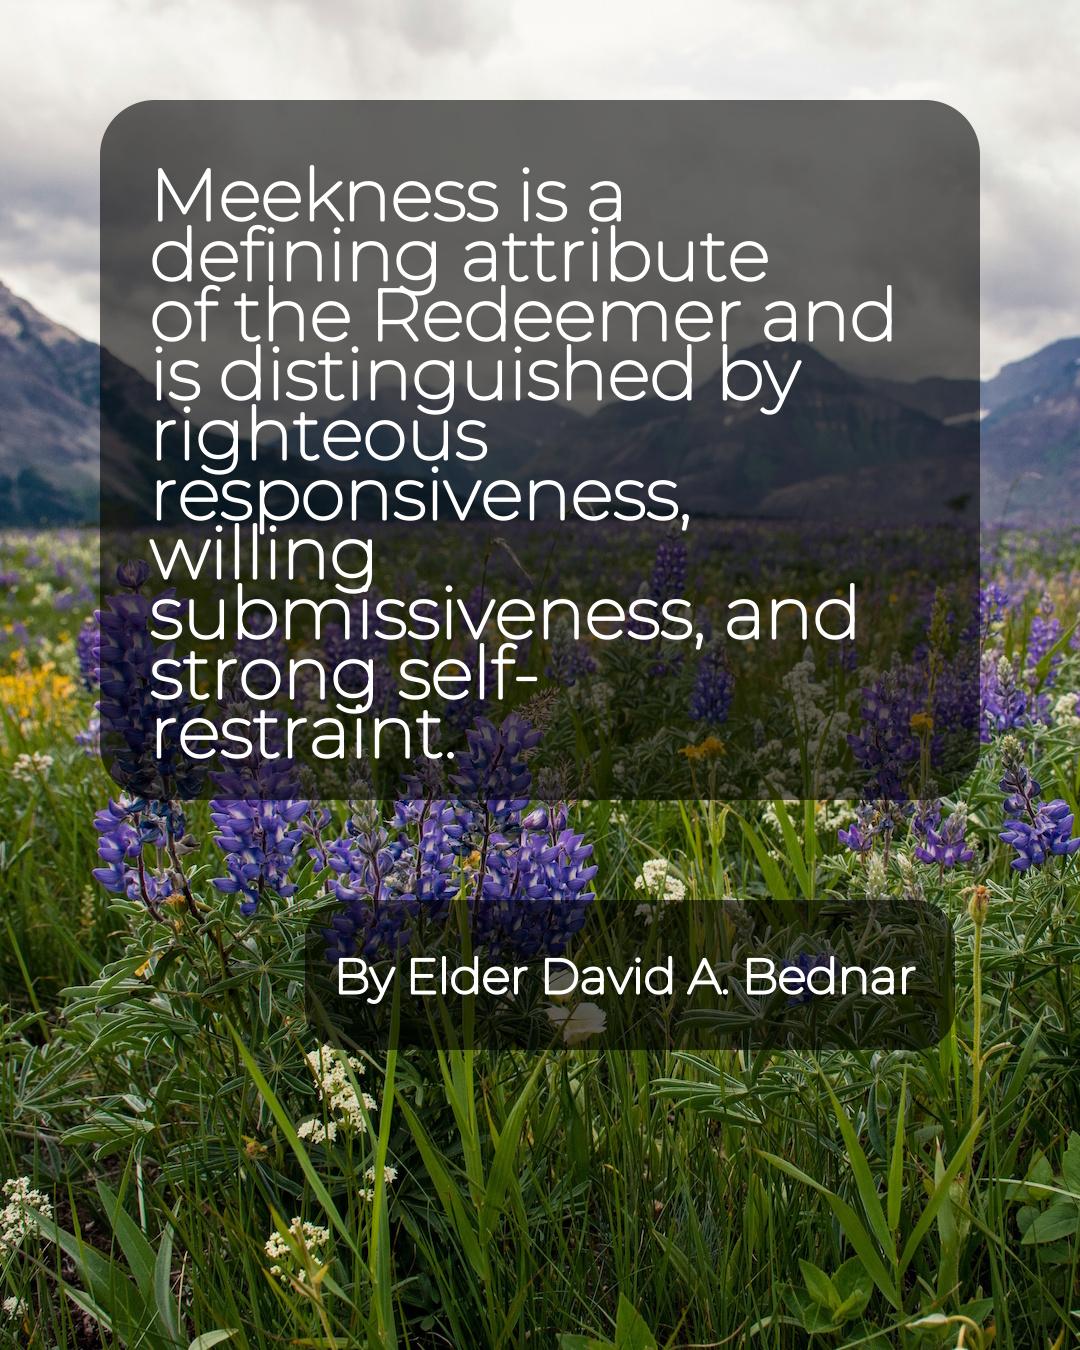 Meekness is a
defining attribute
of the Redeemer and
is distinguished by
righteous
responsiveness,
willing
submissiveness, and
strong self-
restraint.
By Elder David A. Bednar